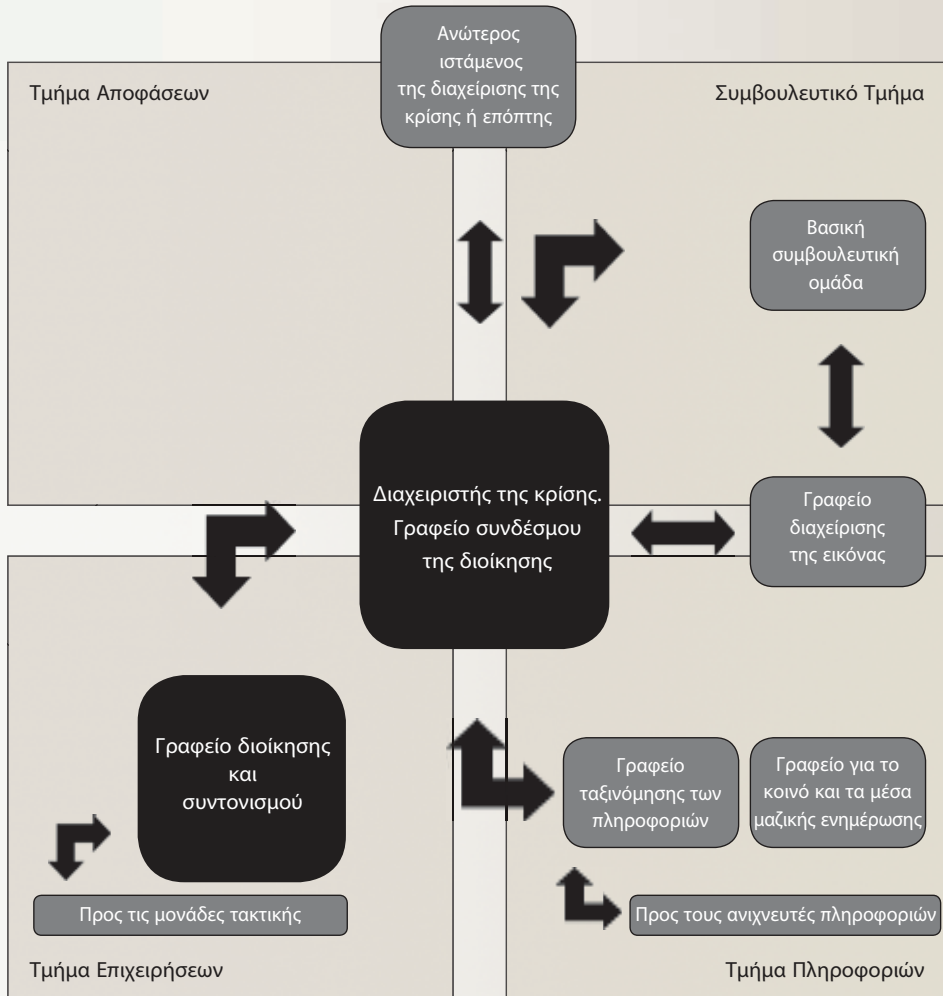 Ανώτερος
ιστάμενος
της διαχείρισης της
κρίσης ή επόπτης
Τμήμα Αποφάσεων
Συμβουλευτικό Τμήμα
Βασική
συμβουλευτική
ομάδα
Διαχειριστής της κρίσης.
Γραφείο συνδέσμου
της διοίκησης
Γραφείο
διαχείρισης
της εικόνας
Γραφείο διοίκησης
και
συντονισμού
Γραφείο
ταξινόμησης των
πληροφοριών
Γραφείο για το
κοινό και τα μέσα
μαζικής ενημέρωσης
Προς τις μονάδες τακτικής
Προς τους ανιχνευτές πληροφοριών
Τμήμα Επιχειρήσεων
Τμήμα Πληροφοριών